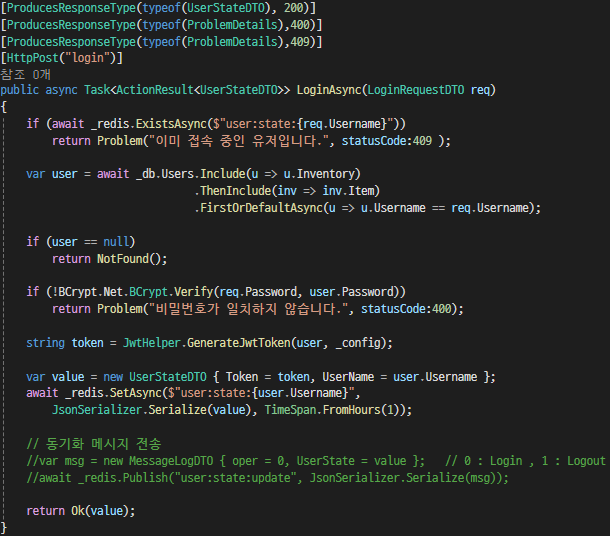 [ProducesResponseType(typeof(UserStateDTO), 200)]
[ProducesResponseType(typeof(ProblemDetails),400)]
[ProducesResponseType(typeof(ProblemDetails),409)]
[HttpPost("login")]
참조 0개
public async Task<ActionResult<UserStateDTO>> LoginAsync(LoginRequestDTO req)
{
    if (await _redis.ExistsAsync($"user:state:{req.Username}"))
        return Problem("이미 접속 중인 유저입니다.", statusCode:409 );
    var user = await _db.Users.Include(u => u.Inventory)
                              .ThenInclude(inv => inv.Item)
                              .FirstOrDefaultAsync(u => u.Username == req.Username);
    if (user == null)
        return NotFound();
    if (!BCrypt.Net.BCrypt.Verify(req.Password, user.Password))
        return Problem("비밀번호가 일치하지 않습니다.", statusCode:400);
    string token = JwtHelper.GenerateJwtToken(user, _config);
    var value = new UserStateDTO { Token = token, UserName = user.Username };
    await _redis.SetAsync($"user:state:{user.Username}",
        JsonSerializer.Serialize(value), TimeSpan.FromHours(1));
    // 동기화 메시지 전송
    //var msg = new MessageLogDTO { oper = 0, UserState = value };   // 0 : Login , 1 : Logout
    //await _redis.Publish("user:state:update", JsonSerializer.Serialize(msg));
    return Ok(value);
}